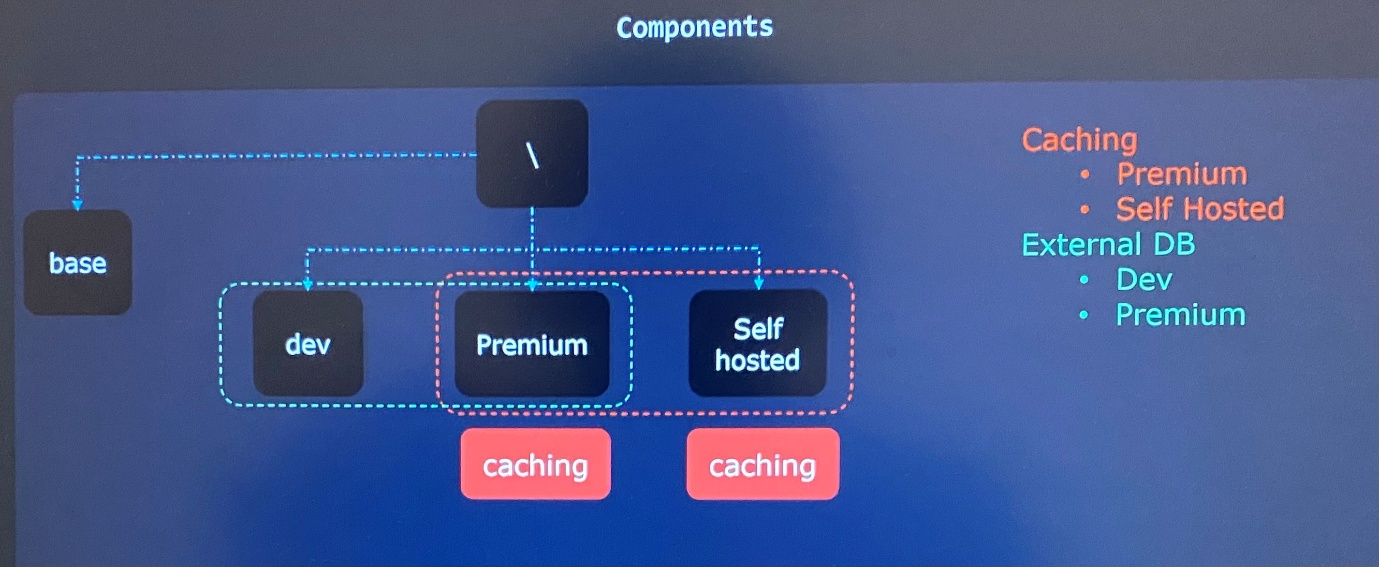 Components
\
base
dev
Premium
Self
hosted
caching
caching
Caching
• Premium
• Self Hosted
External DB
• Dev
• Premium